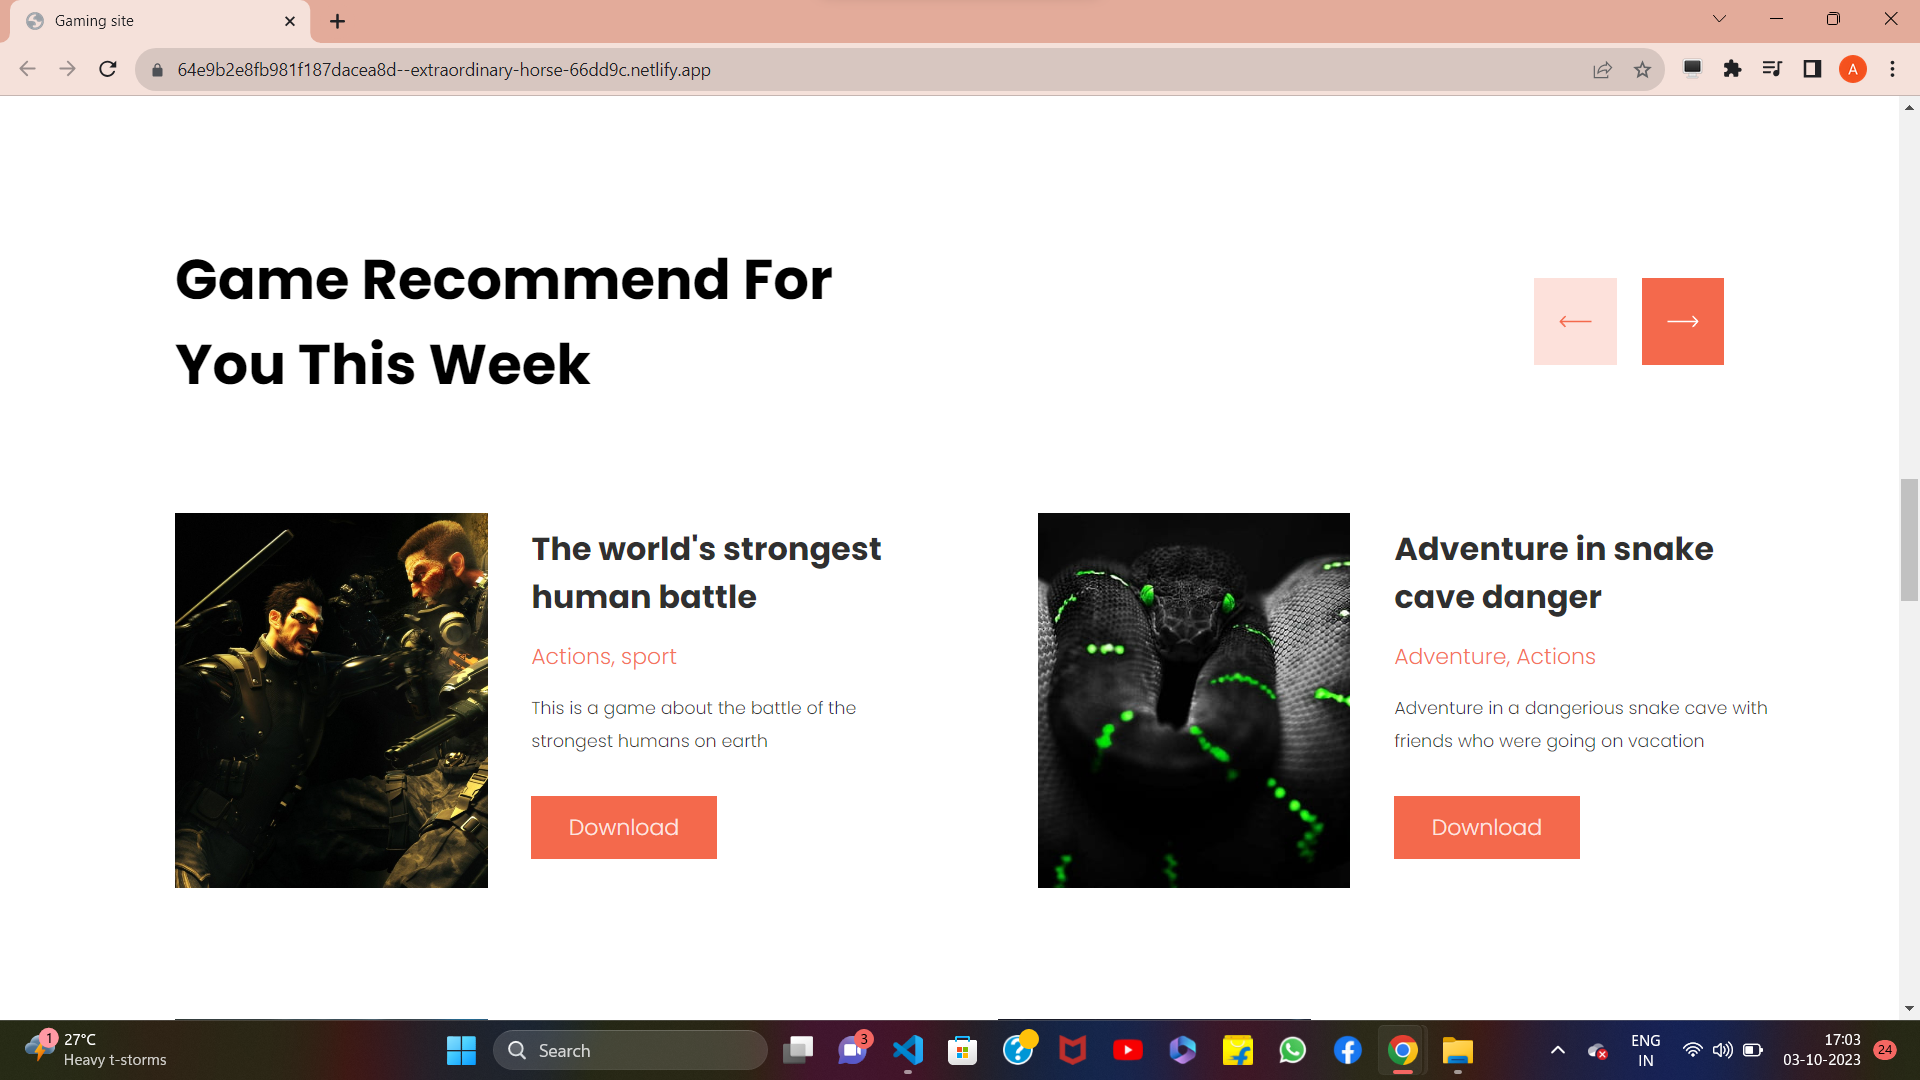 Gaming site
64e9b2e8fb981f187dacea8d--extraordinary-horse-66dd9c.netlify.app
A
Game Recommend For
You This Week
The world's strongest
human battle
Actions, sport
This is a game about the battle of the
strongest humans on earth
Download
Adventure in snake
cave danger
Adventure, Actions
Adventure in a dangerious snake cave with
friends who were going on vacation
Download
1
27°C
Heavy t-storms
Search
3
ENG
IN
17:03
03-10-2023
24